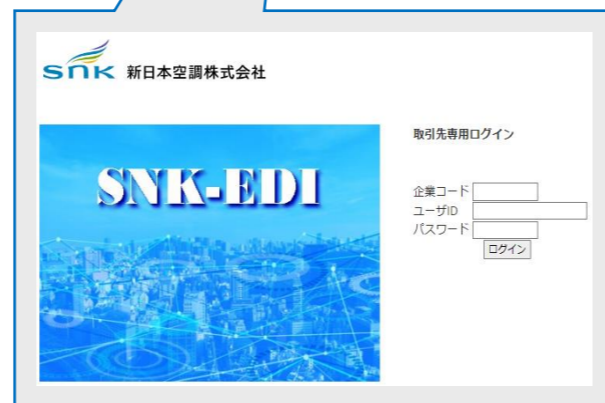 snk 新日本空調株式会社
SNK-EDI
取引先専用ログイン
企業コード
ユーザID
パスワード
ログイン